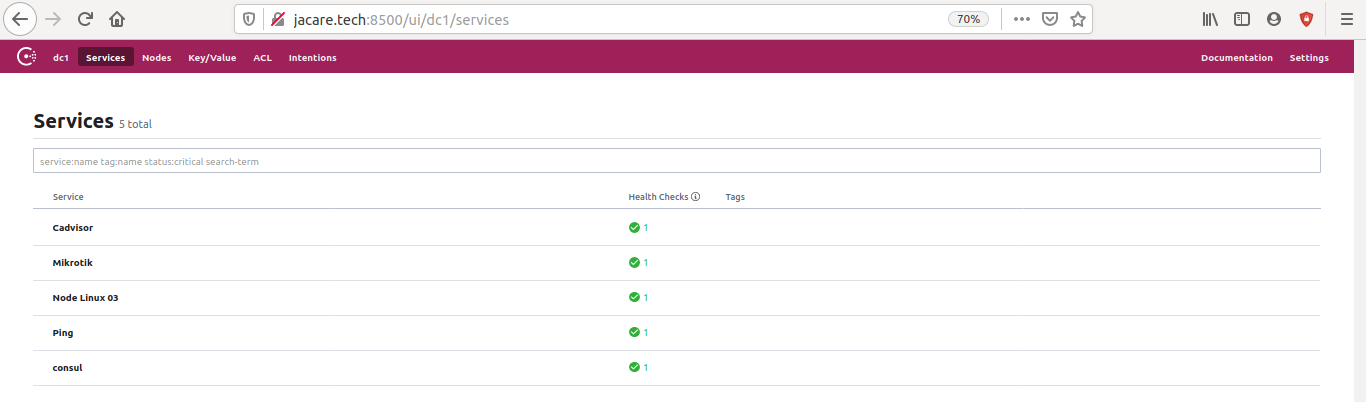 jacare.tech:8500/ui/dc1/services 70%
dc1 Services Nodes Key/Value ACL Intentions Documentation Settings
Services 5 total
service:name tag:name status:critical search-term
Service Health Checks Tags
Cadvisor 1
Mikrotik 1
Node Linux 03 1
Ping 1
consul 1